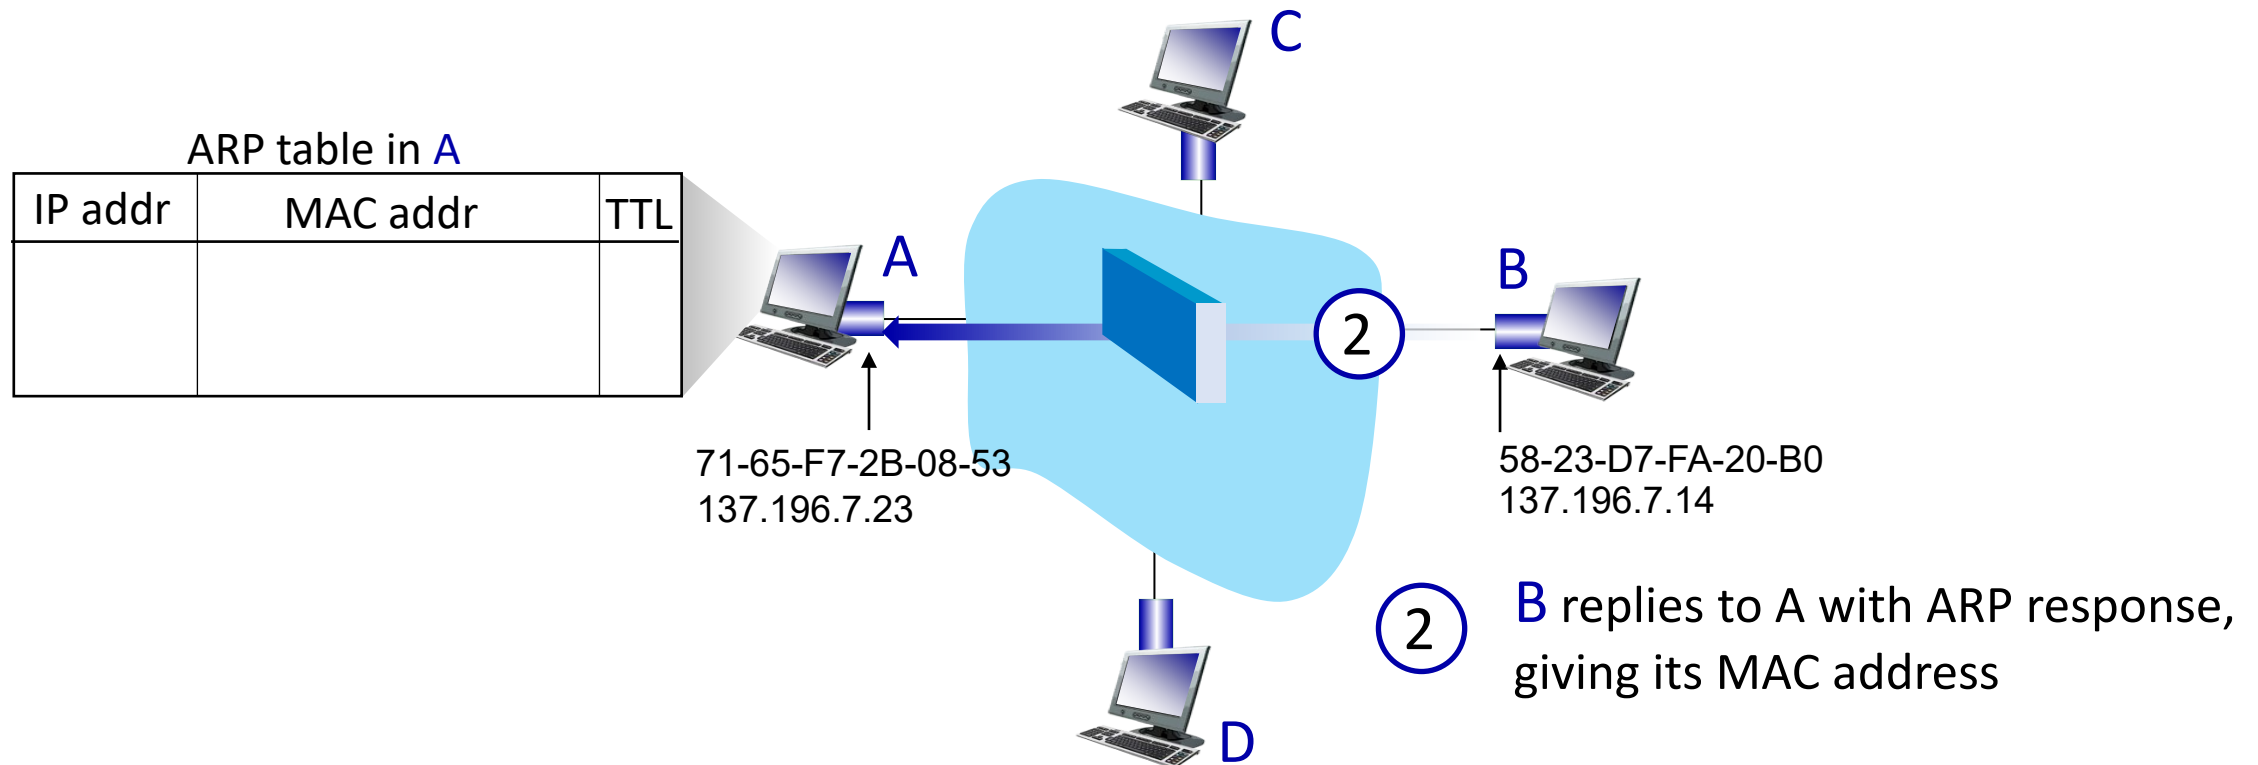 C
ARP table in A
IP addr MAC addr TTL
A
B
2
71-65-F7-2B-08-53
137.196.7.23
58-23-D7-FA-20-B0
137.196.7.14
2
B replies to A with ARP response,
giving its MAC address
D